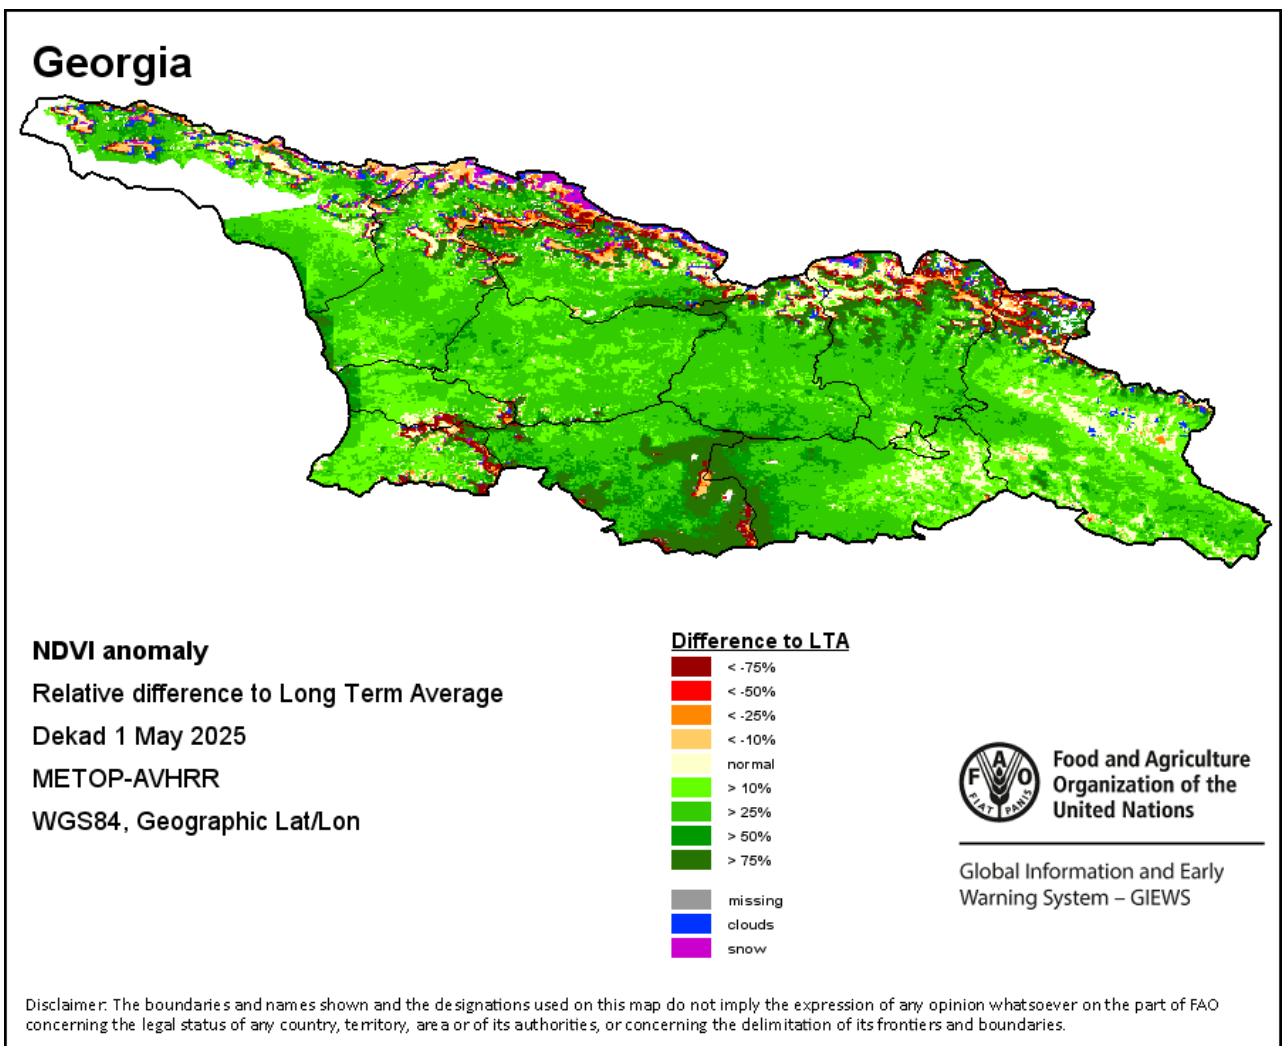 Georgia
NDVI anomaly
Relative difference to Long Term Average
Dekad 1 May 2025
METOP-AVHRR
WGS84, Geographic Lat/Lon
Difference to LTA
< -75%
< -50%
< -25%
< -10%
normal
> 10%
> 25%
> 50%
> 75%
missing
clouds
snow
F A O
FIAT PANIS
Food and Agriculture
Organization of the
United Nations
Global Information and Early
Warning System – GIEWS
Disclaimer: The boundaries and names shown and the designations used on this map do not imply the expression of any opinion whatsoever on the part of FAO
concerning the legal status of any country, territory, area or of its authorities, or concerning the delimitation of its frontiers and boundaries.